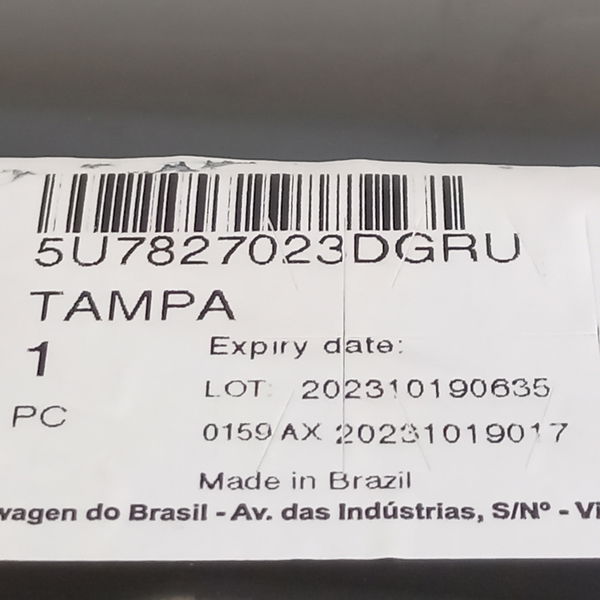 5U7827023DGRU
TAMPA
1
Expiry date:
PC
LOT: 202310190635
0159 AX 20231019017
Made in Brazil
wagen do Brasil - Av. das Indústrias, S/Nº - Vi